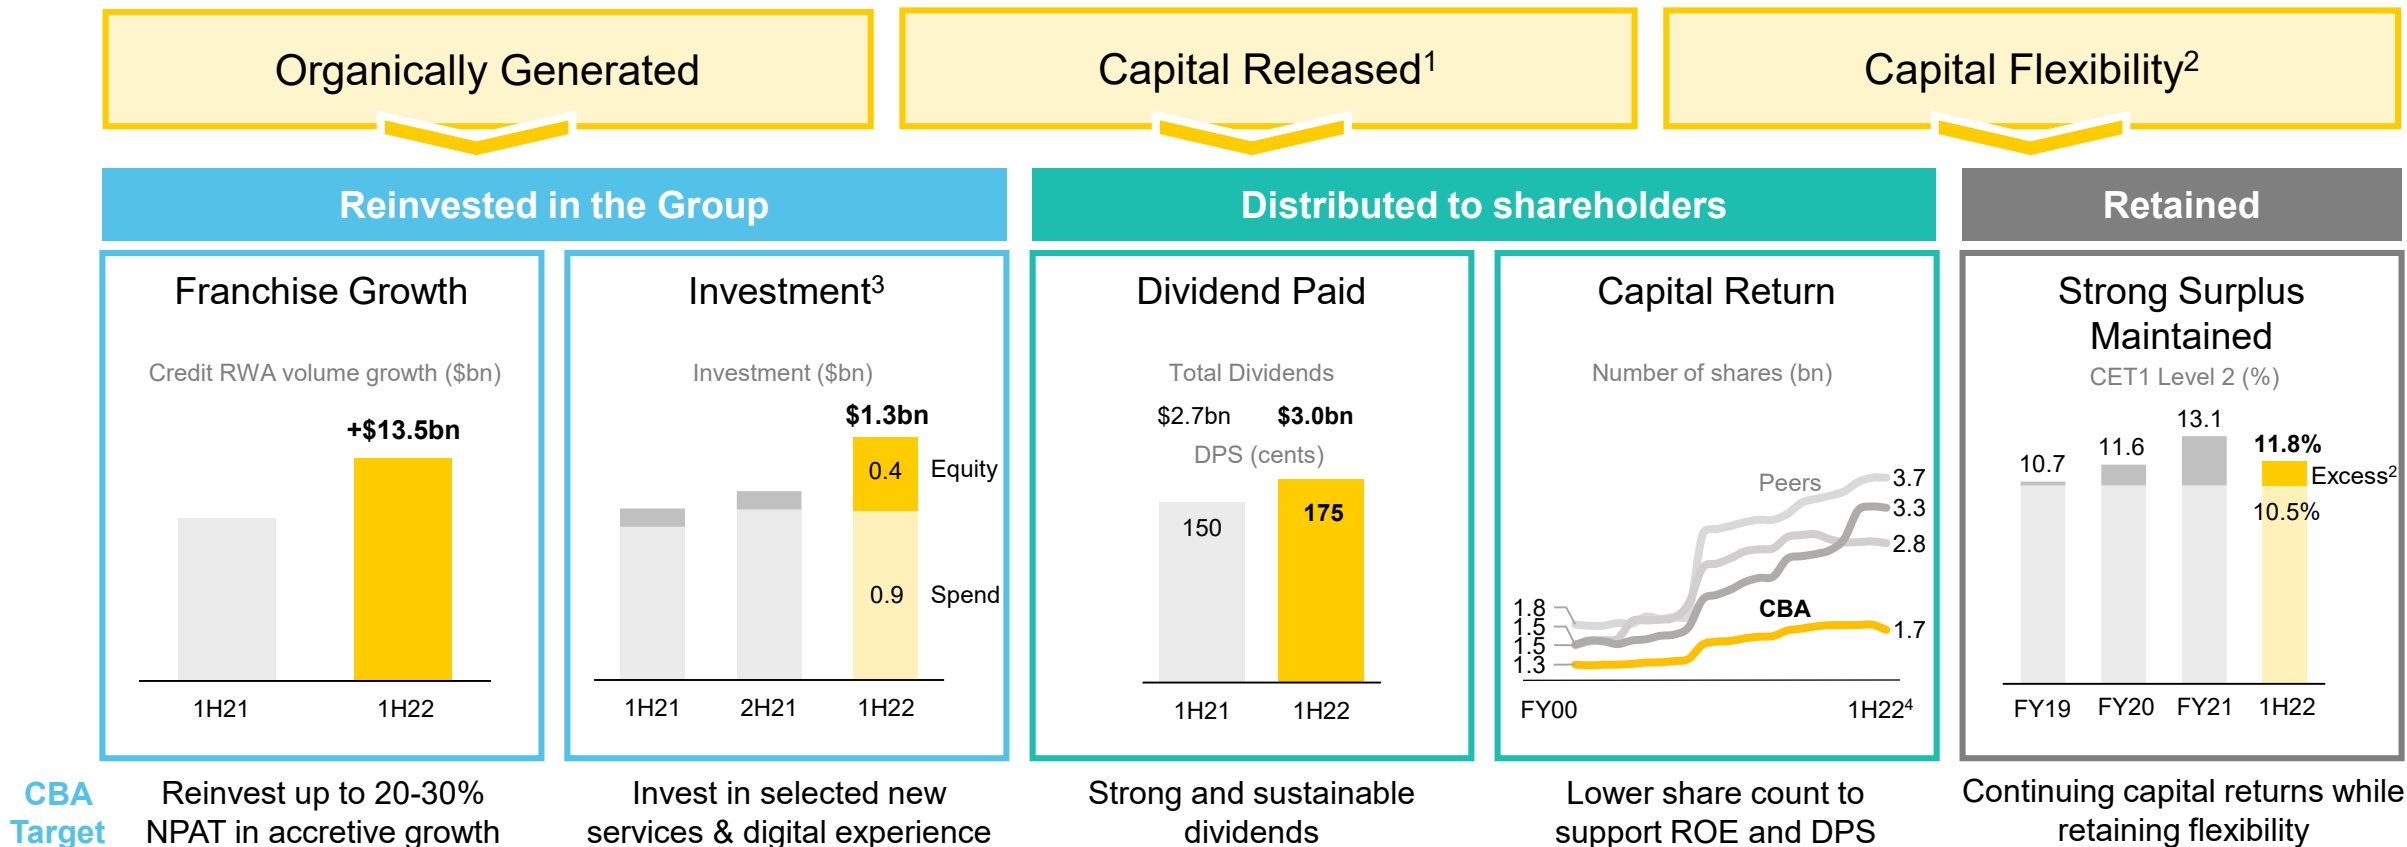 Organically Generated
Capital Released¹
Capital Flexibility²
Reinvested in the Group
Distributed to shareholders
Retained
Franchise Growth
Credit RWA volume growth ($bn)
+$13.5bn
1H21
1H22
Investment³
Investment ($bn)
$1.3bn
0.4
Equity
0.9
Spend
1H21
2H21
1H22
Dividend Paid
Total Dividends
$2.7bn
$3.0bn
DPS (cents)
150
175
1H21
1H22
Capital Return
Number of shares (bn)
Peers
3.7
3.3
2.8
CBA
1.8
1.5
1.5
1.3
1.7
FY00
1H22⁴
Strong Surplus
Maintained
CET1 Level 2 (%)
10.7
11.6
13.1
11.8%
Excess²
10.5%
FY19
FY20
FY21
1H22
CBA
Target
Reinvest up to 20-30%
NPAT in accretive growth
Invest in selected new
services & digital experience
Strong and sustainable
dividends
Lower share count to
support ROE and DPS
Continuing capital returns while
retaining flexibility